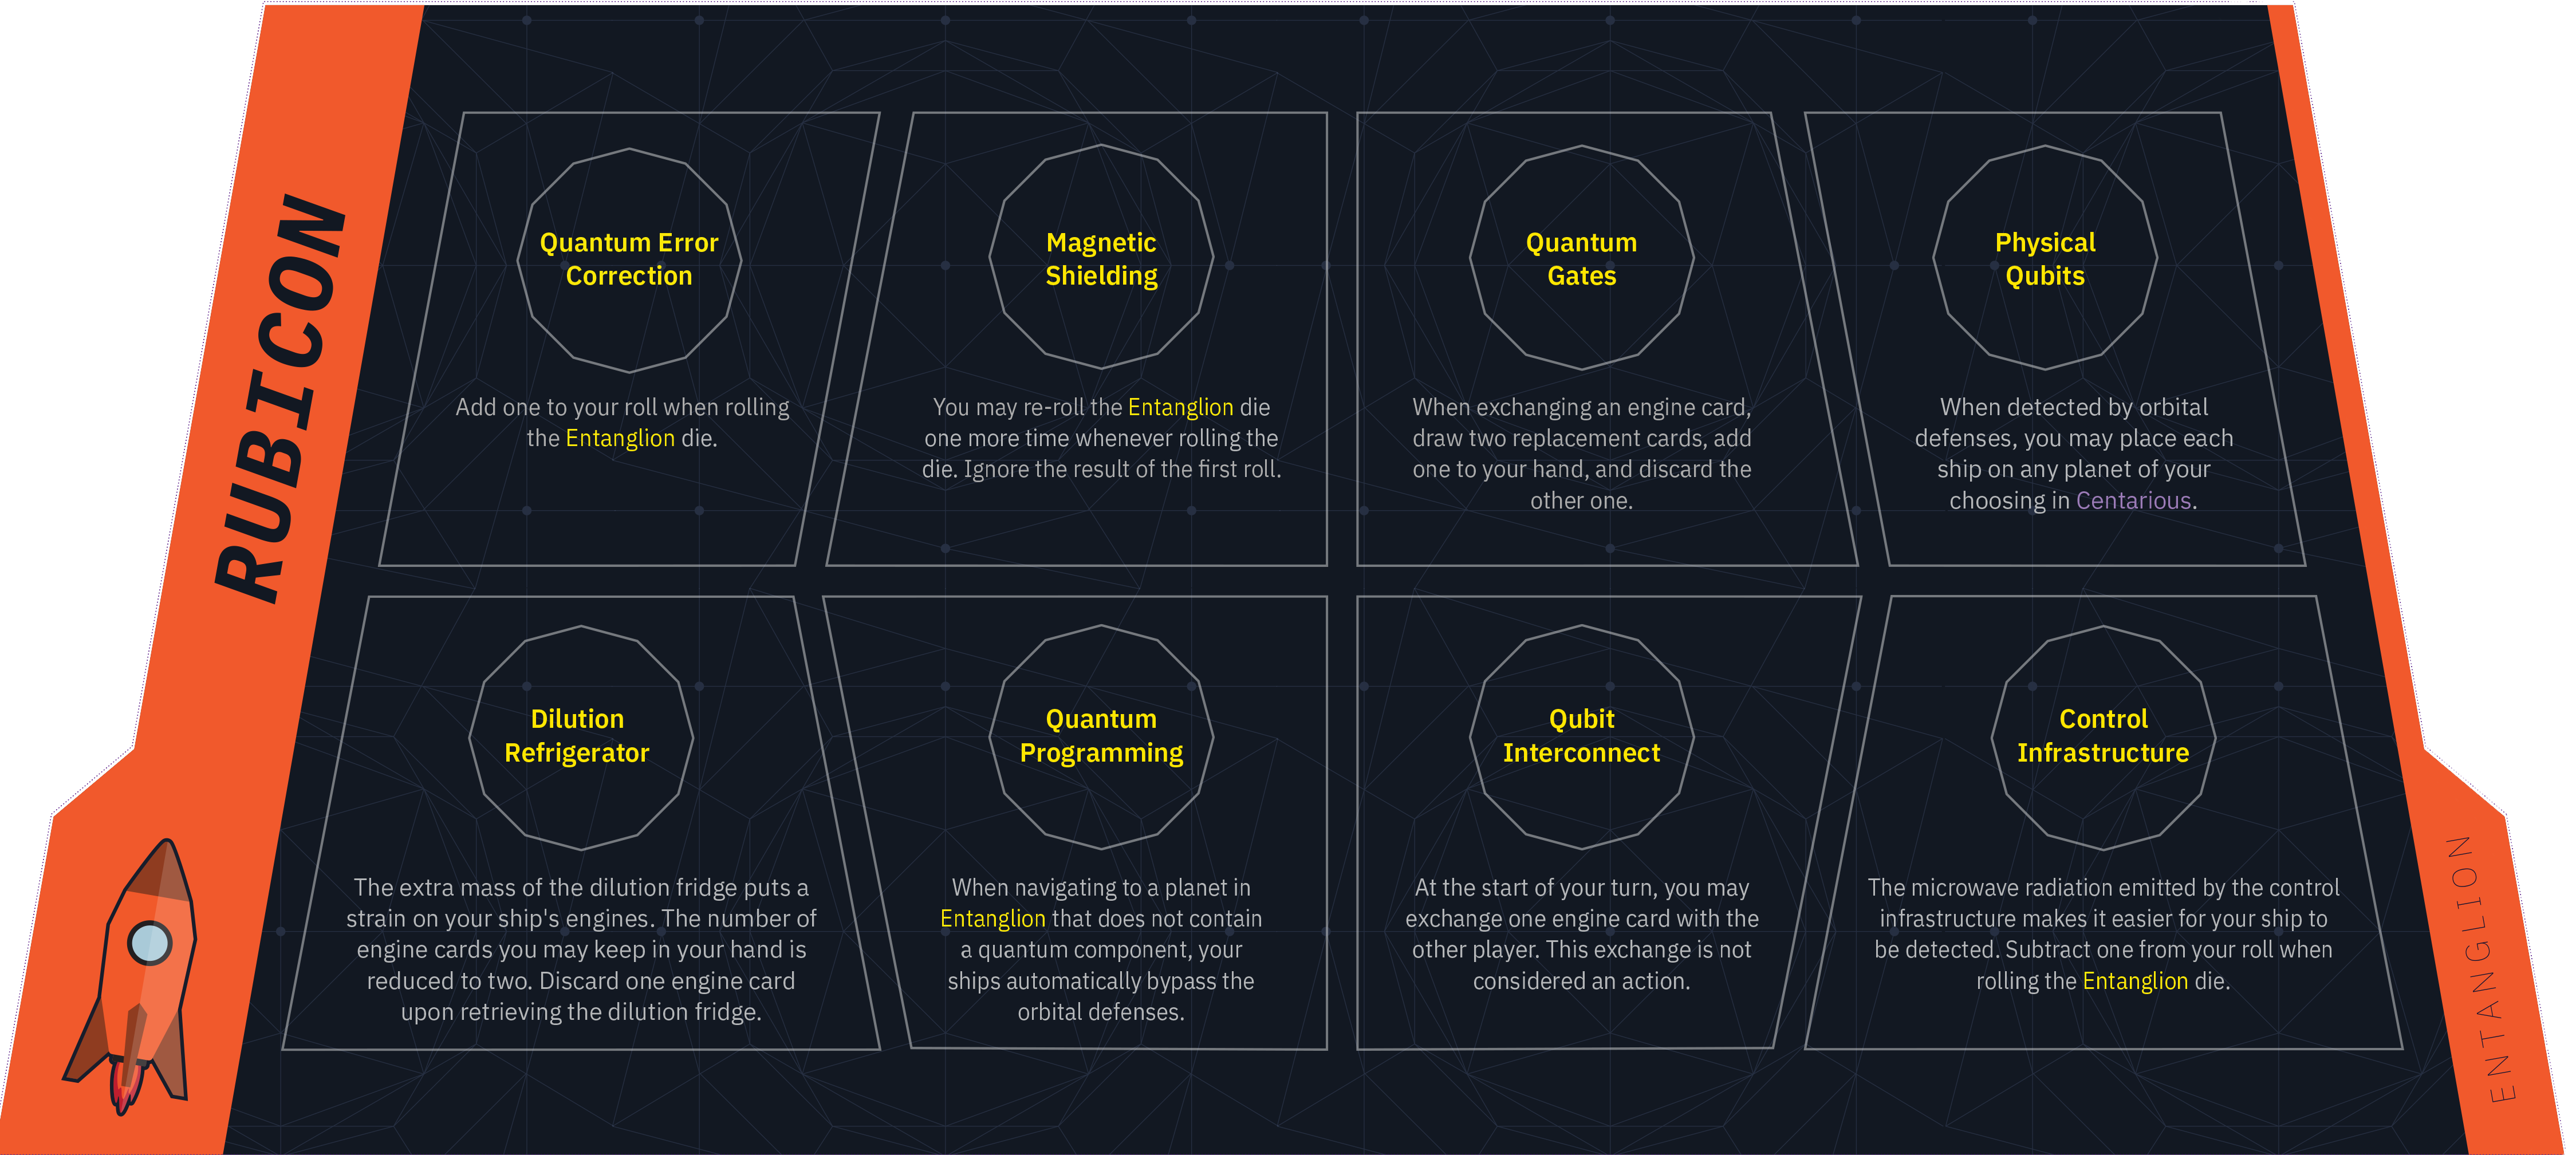 RUBICON
Quantum Error
Correction
Add one to your roll when rolling
the Entanglion die.
Magnetic
Shielding
You may re-roll the Entanglion die
one more time whenever rolling the
die. Ignore the result of the first roll.
Quantum
Gates
When exchanging an engine card,
draw two replacement cards, add
one to your hand, and discard the
other one.
Physical
Qubits
When detected by orbital
defenses, you may place each
ship on any planet of your
choosing in Centarious.
Dilution
Refrigerator
The extra mass of the dilution fridge puts a
strain on your ship's engines. The number of
engine cards you may keep in your hand is
reduced to two. Discard one engine card
upon retrieving the dilution fridge.
Quantum
Programming
When navigating to a planet in
Entanglion that does not contain
a quantum component, your
ships automatically bypass the
orbital defenses.
Qubit
Interconnect
At the start of your turn, you may
exchange one engine card with the
other player. This exchange is not
considered an action.
Control
Infrastructure
The microwave radiation emitted by the control
infrastructure makes it easier for your ship to
be detected. Subtract one from your roll when
rolling the Entanglion die.
ENTANGLION